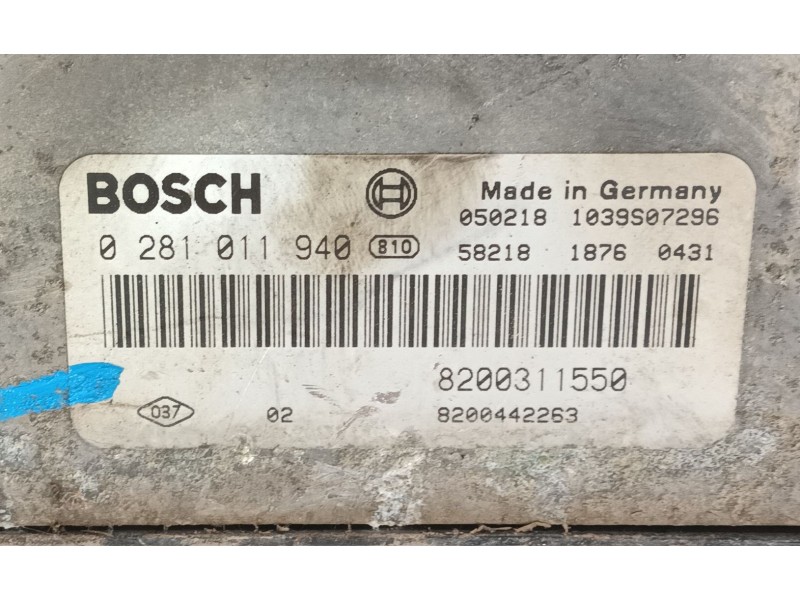 BOSCH
Made in Germany
050218 1039S07296
0 281 011 940 810
58218 1876 0431
8200311550
037 02 8200442263